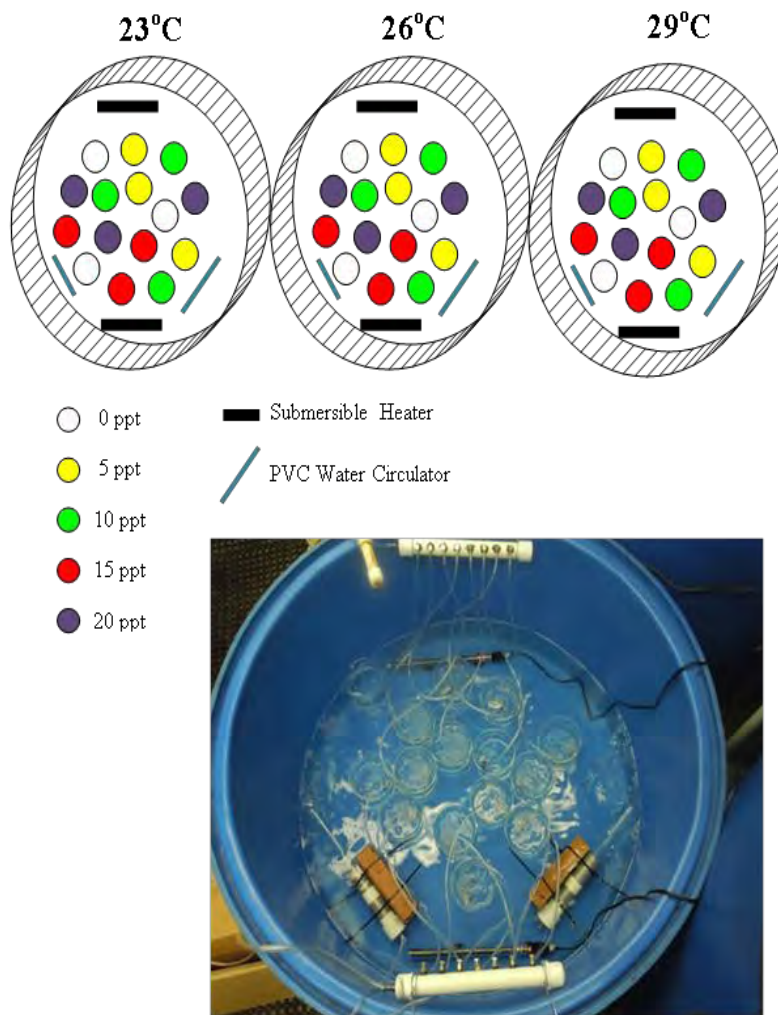 23°C 26°C 29°C
0 ppt
Submersible Heater
5 ppt
PVC Water Circulator
10 ppt
15 ppt
20 ppt